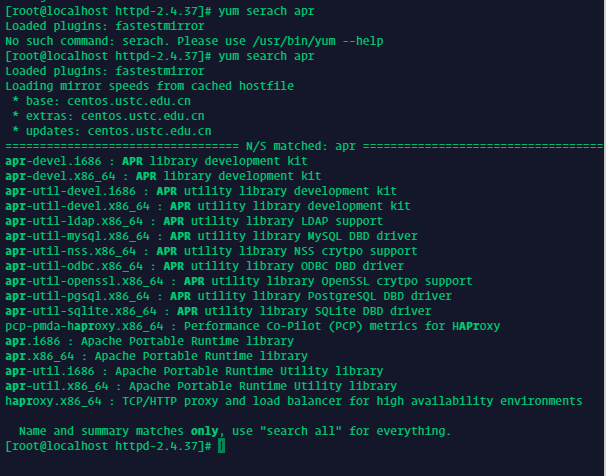 [root@localhost httpd-2.4.37]# yum serach apr
Loaded plugins: fastestmirror
No such command: serach. Please use /usr/bin/yum --help
[root@localhost httpd-2.4.37]# yum search apr
Loaded plugins: fastestmirror
Loading mirror speeds from cached hostfile
 * base: centos.ustc.edu.cn
 * extras: centos.ustc.edu.cn
 * updates: centos.ustc.edu.cn
================================== N/S matched: apr ===================================
apr-devel.i686 : APR library development kit
apr-devel.x86_64 : APR library development kit
apr-util-devel.i686 : APR utility library development kit
apr-util-devel.x86_64 : APR utility library development kit
apr-util-ldap.x86_64 : APR utility library LDAP support
apr-util-mysql.x86_64 : APR utility library MySQL DBD driver
apr-util-nss.x86_64 : APR utility library NSS crytpo support
apr-util-odbc.x86_64 : APR utility library ODBC DBD driver
apr-util-openssl.x86_64 : APR utility library OpenSSL crytpo support
apr-util-pgsql.x86_64 : APR utility library PostgreSQL DBD driver
apr-util-sqlite.x86_64 : APR utility library SQLite DBD driver
pcp-pmda-haproxy.x86_64 : Performance Co-Pilot (PCP) metrics for HAProxy
apr.i686 : Apache Portable Runtime library
apr.x86_64 : Apache Portable Runtime library
apr-util.i686 : Apache Portable Runtime Utility library
apr-util.x86_64 : Apache Portable Runtime Utility library
haproxy.x86_64 : TCP/HTTP proxy and load balancer for high availability environments

  Name and summary matches only, use "search all" for everything.
[root@localhost httpd-2.4.37]#